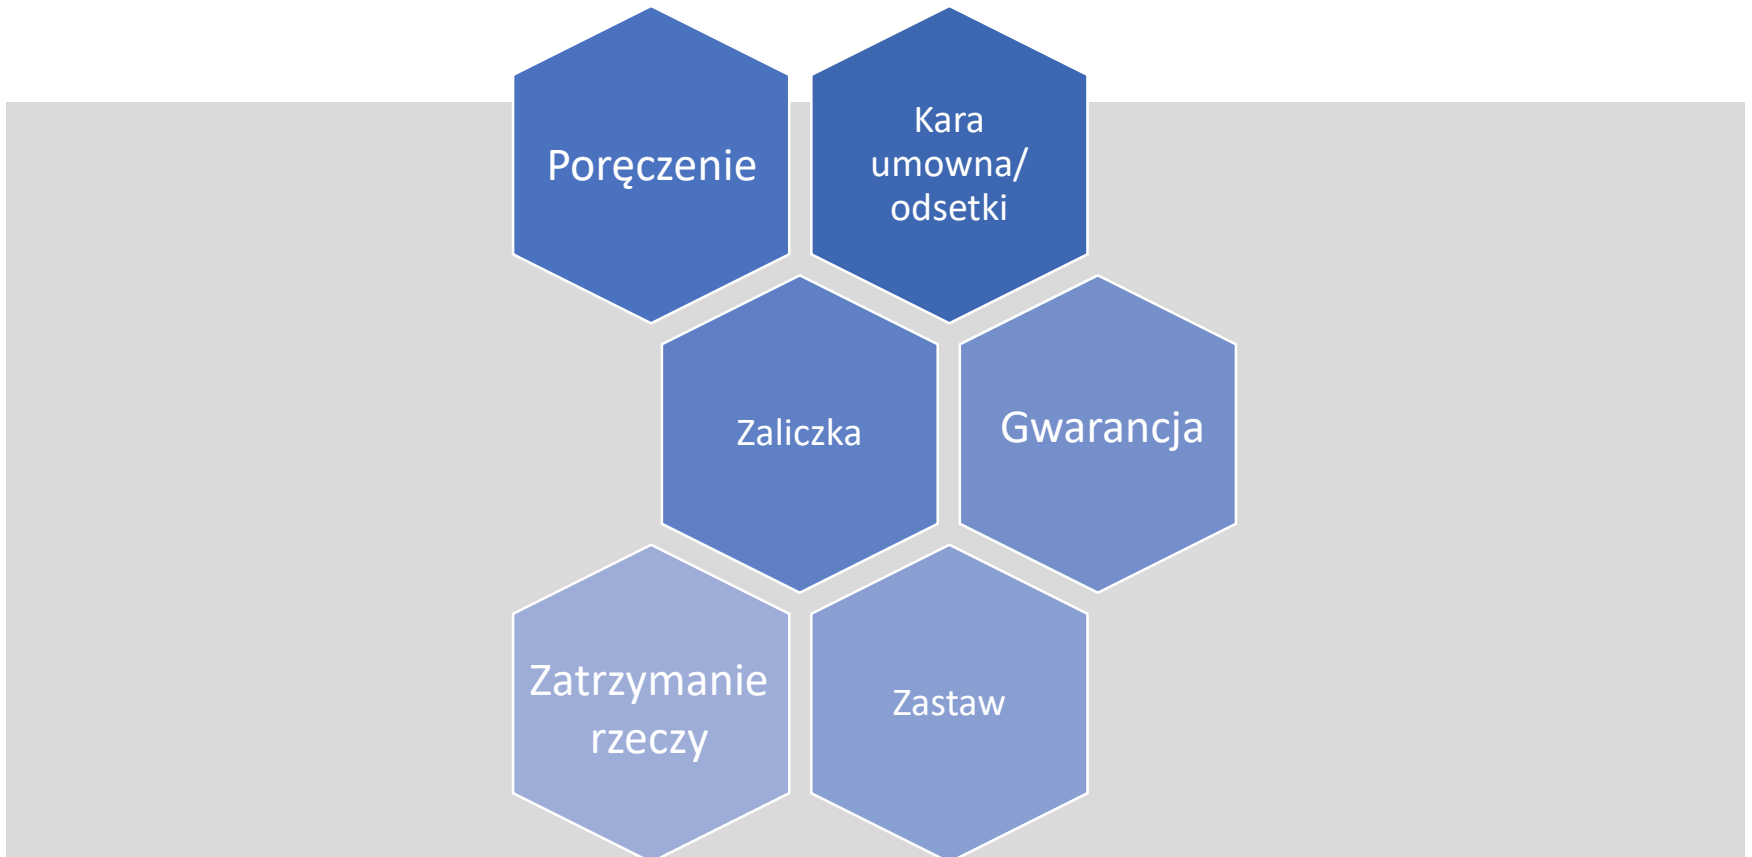 Poręczenie
Kara
umowna/
odsetki
Zaliczka
Gwarancja
Zatrzymanie
rzeczy
Zastaw